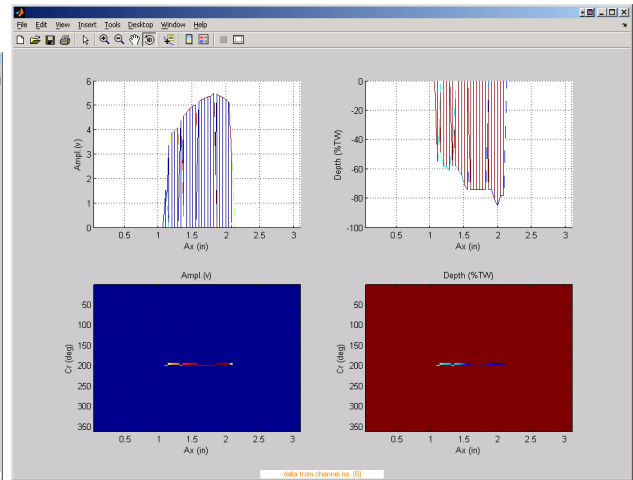 File Edit View Insert Tools Desktop Window Help
6
5
4
3
2
1
0
Ampl.(v)
0.5 1 1.5 2 2.5 3
Ax (in)
0
-20
-40
-60
-80
-100
Depth (%TW)
0.5 1 1.5 2 2.5 3
Ax (in)
Ampl.(v)
50
100
150
200
250
300
350
Cr (deg)
0.5 1 1.5 2 2.5 3
Ax (in)
Depth (%TW)
50
100
150
200
250
300
350
Cr (deg)
0.5 1 1.5 2 2.5 3
Ax (in)
data from channel no. [6]